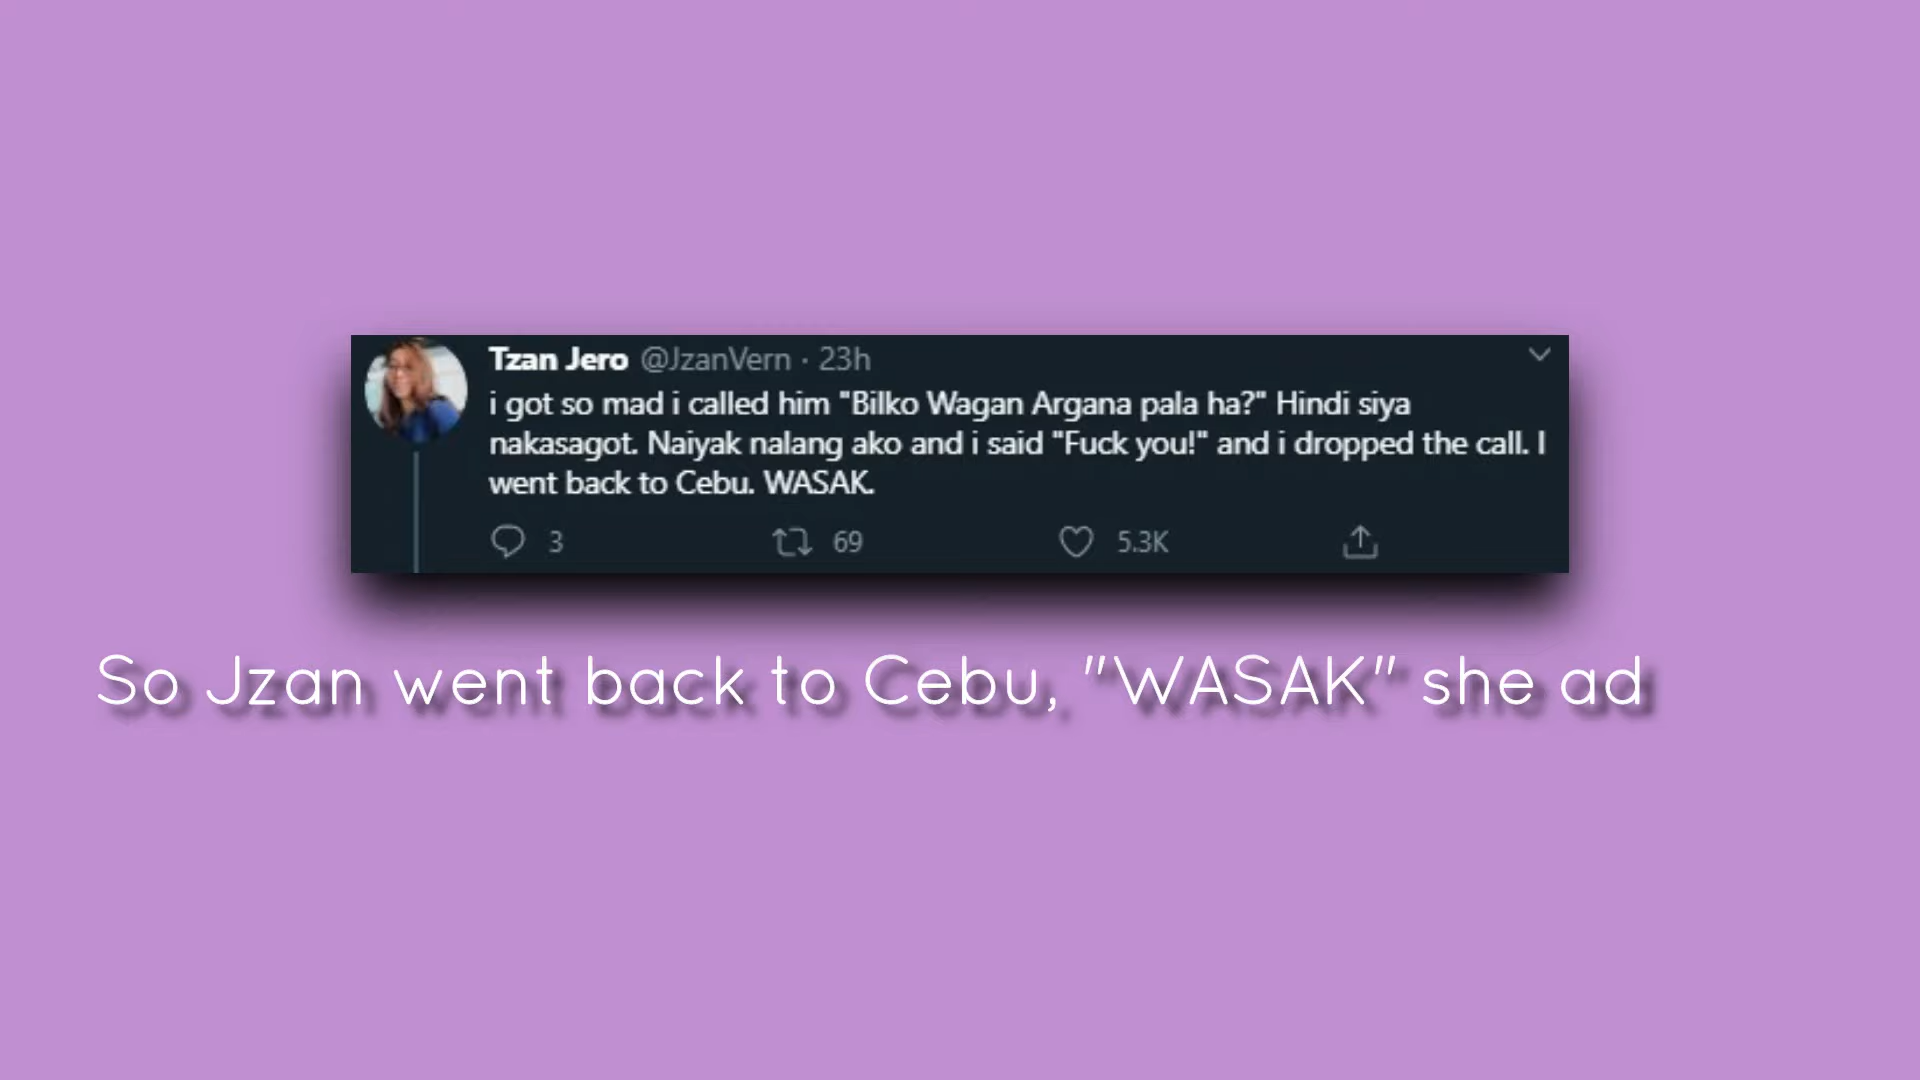 Tzan Jero @JzanVern · 23h
i got so mad i called him "Bilko Wagan Argana pala ha?" Hindi siya
nakasagot. Naiyak nalang ako and i said "Fuck you!" and i dropped the call. I
went back to Cebu. WASAK.
3 69 5.3K
So Jzan went back to Cebu, "WASAK" she ad